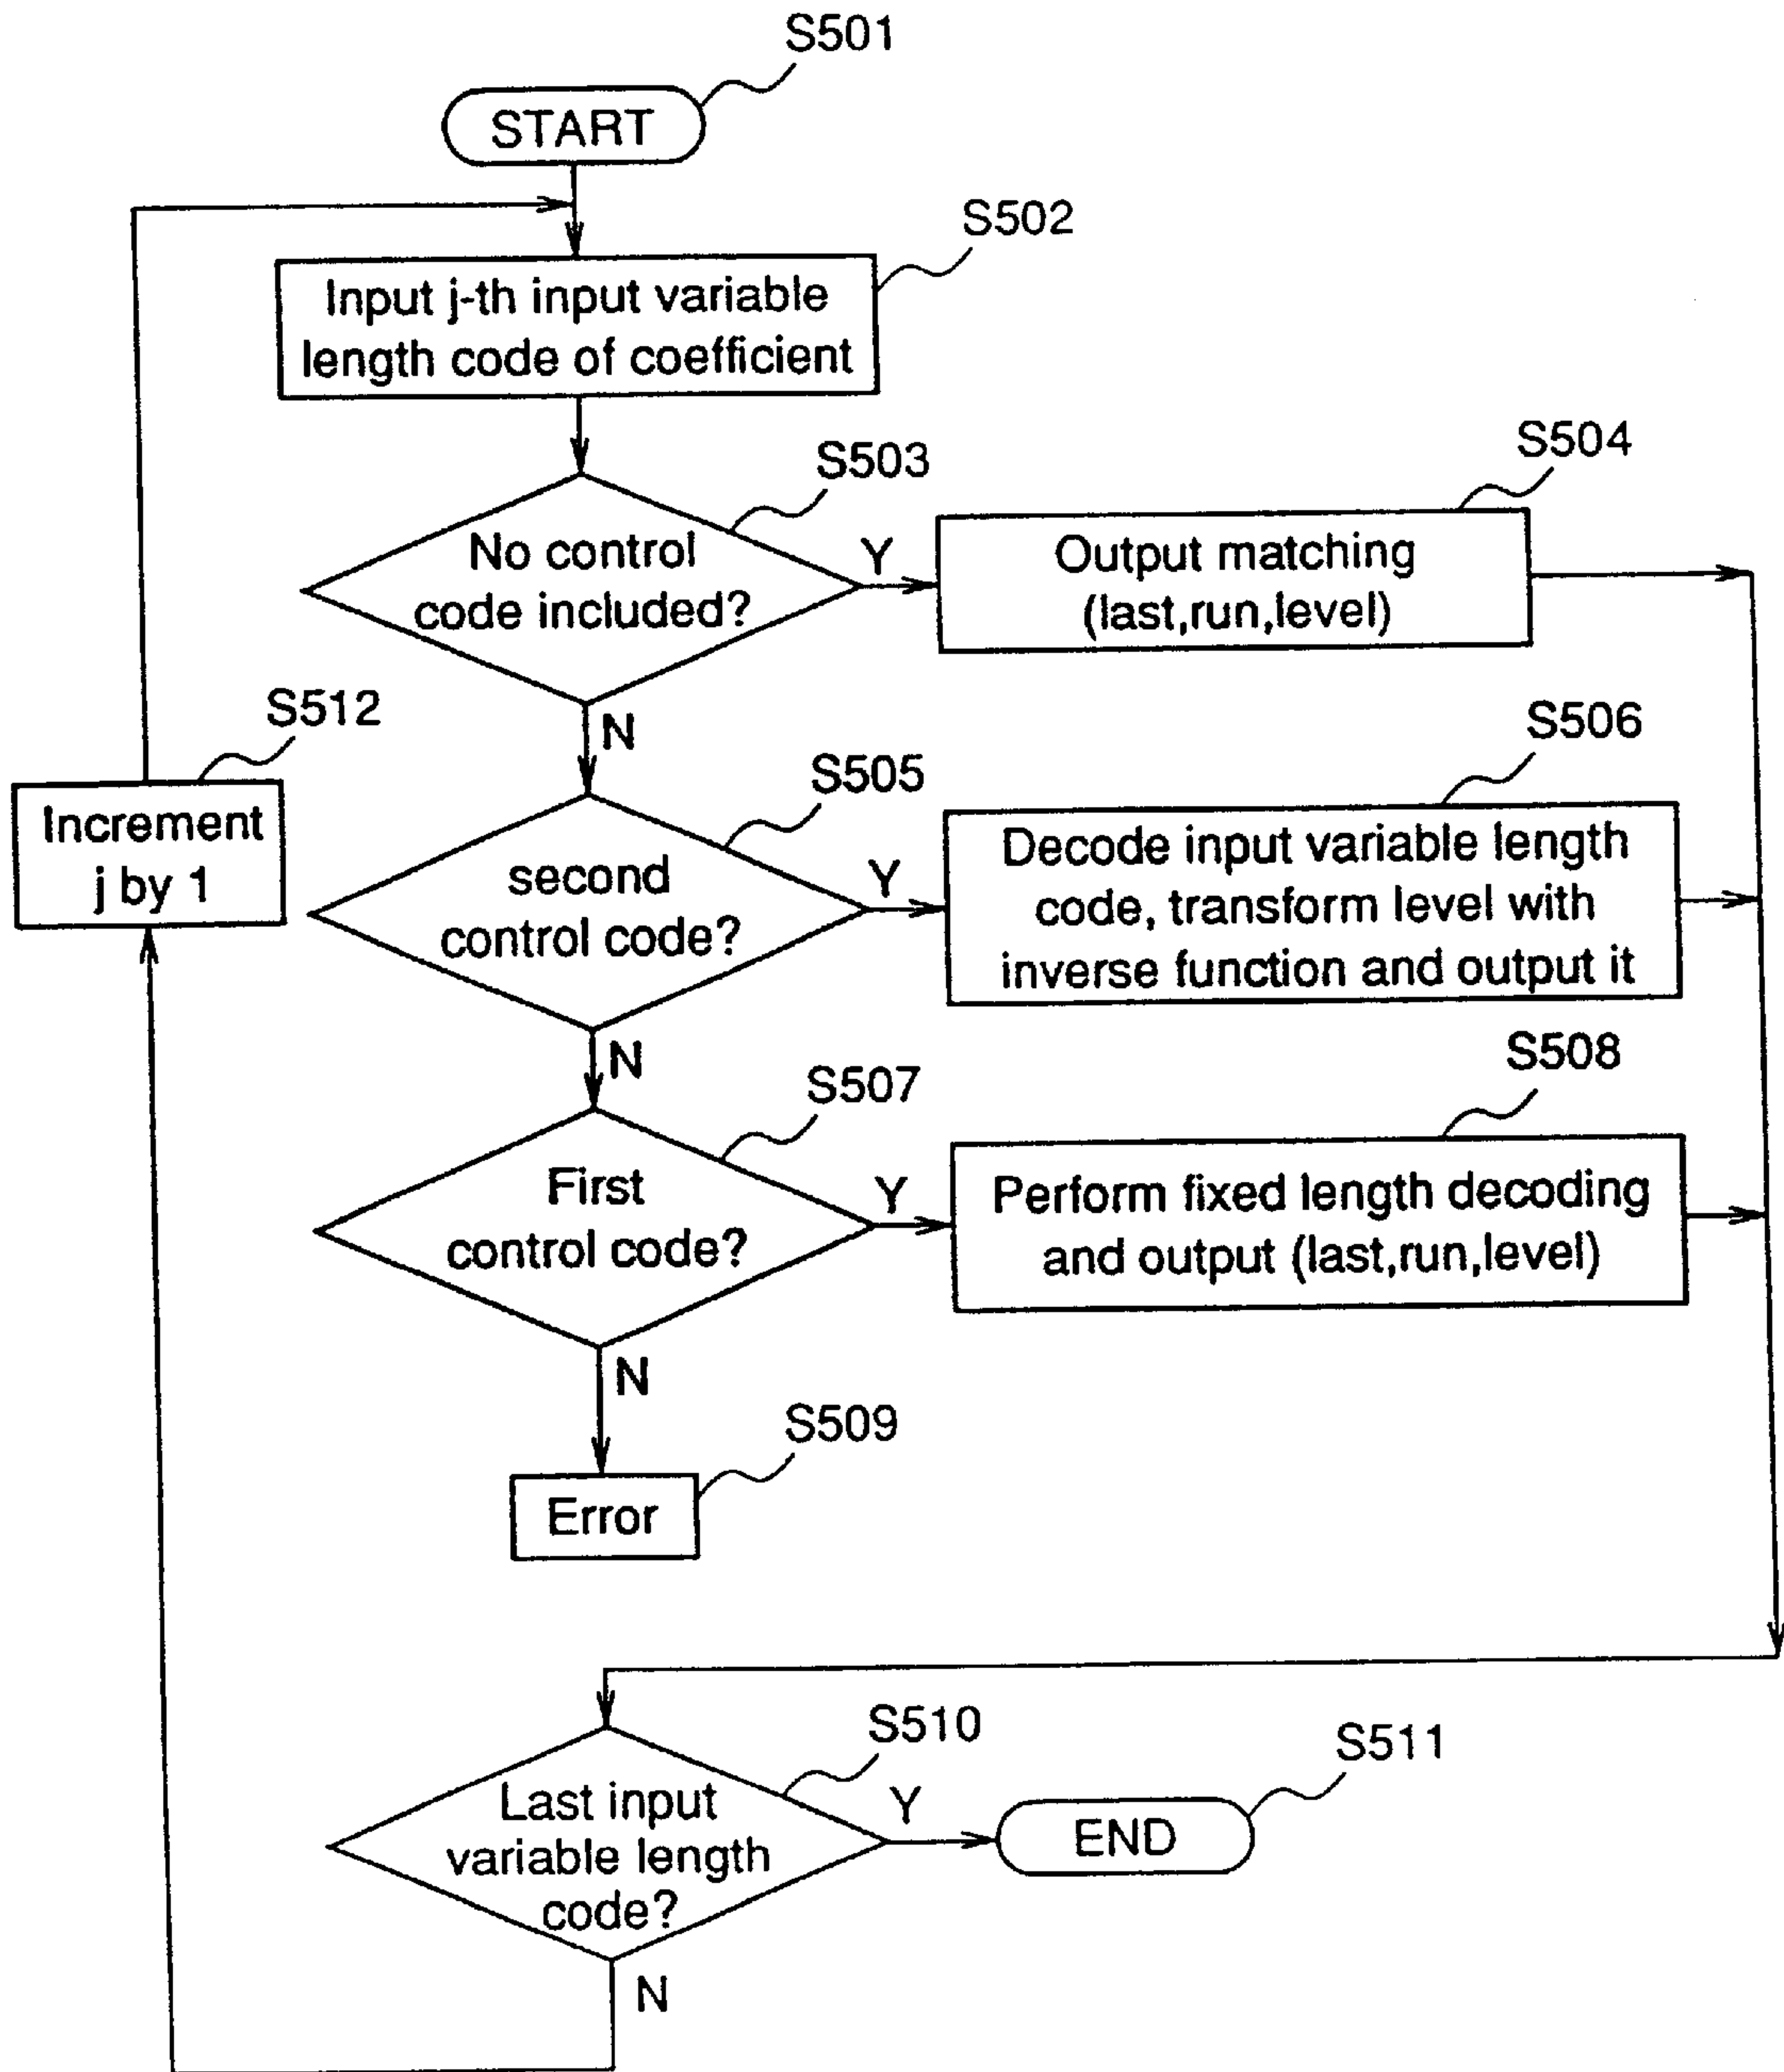 S501
START
S502
Input j-th input variable
length code of coefficient
S503
No control
code included?
Y
S504
Output matching
(last,run,level)
N
S512
Increment
j by 1
S505
second
control code?
Y
S506
Decode input variable length
code, transform level with
inverse function and output it
N
S507
First
control code?
Y
S508
Perform fixed length decoding
and output (last,run,level)
N
S509
Error
S510
Last input
variable length
code?
Y
S511
END
N